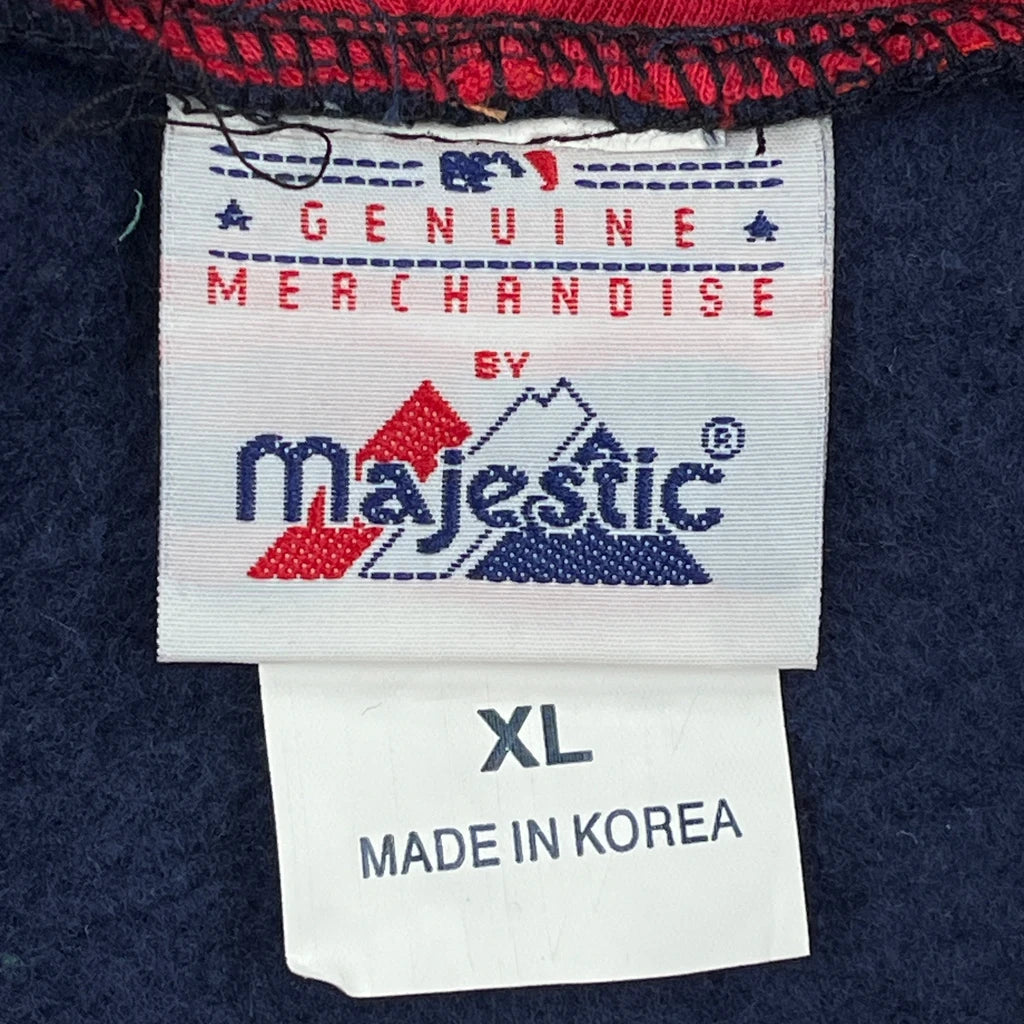 GENUINE
MERCHANDISE
BY
majestic®
XL
MADE IN KOREA